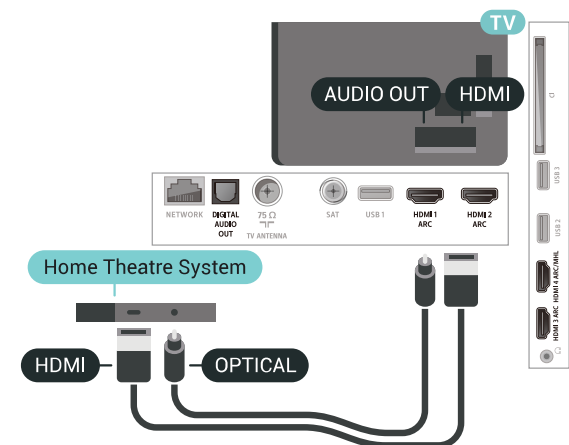 TV
AUDIO OUT
HDMI
CI
USB 3
USB 2
HDMI 4 ARC/MHL
HDMI 3 ARC
NETWORK
DIGITAL
AUDIO
OUT
75 Ω
TV ANTENNA
SAT
USB 1
HDMI 1
ARC
HDMI 2
ARC
Home Theatre System
HDMI
OPTICAL